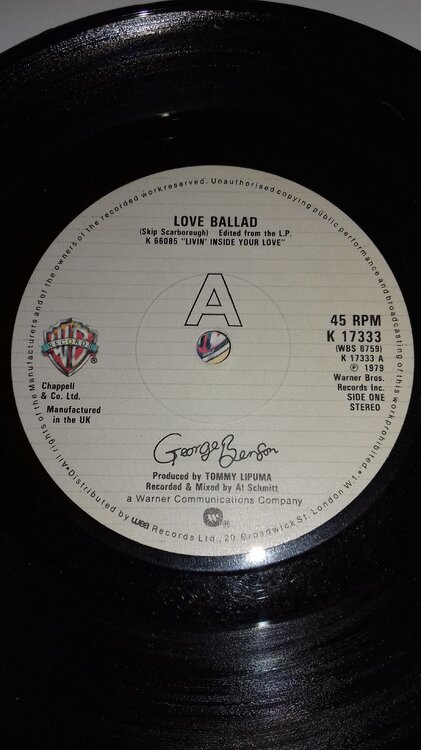 LOVE BALLAD
(Skip Scarborough) Edited from the L.P.
K 66085 "LIVIN' INSIDE YOUR LOVE"
A
45 RPM
K 17333
(WBS 8759)
K 17333 A
℗ 1979
Warner Bros.
Records Inc.
SIDE ONE
STEREO
WB
RECORDS
®
Chappell
& Co. Ltd.
Manufactured
in the UK
George Benson
Produced by TOMMY LIPUMA
Recorded & Mixed by Al Schmitt
a Warner Communications Company
®
•All rights of the Manufacturers and of the owners of the recorded work reserved. Unauthorised copying public performance and broadcasting of this work prohibited.
•Distributed by wea Records Ltd., 20, Broadwick St. London W.1.•